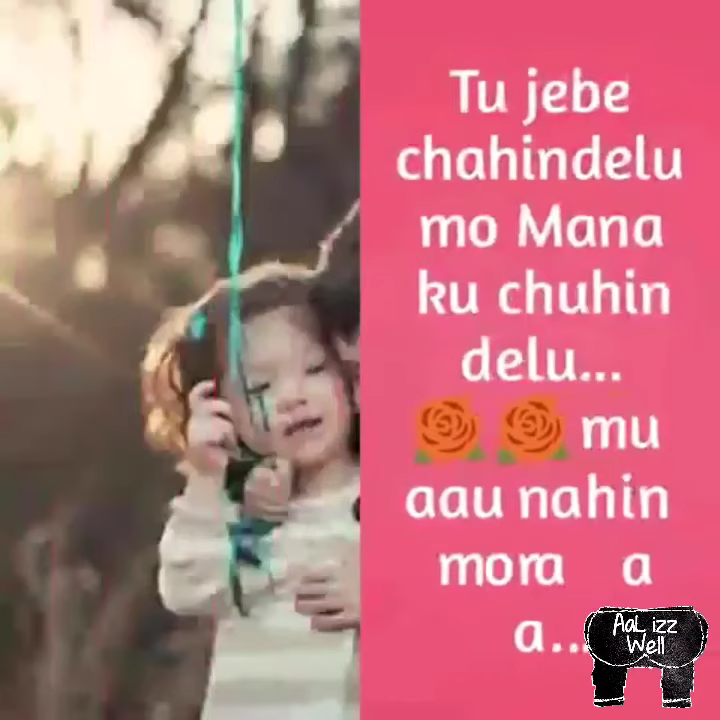 Tu jebe
chahindelu
mo Mana
ku chuhin
delu...
🌹 🌹 mu
aau nahin
mora a
a...
AaL izz
Well